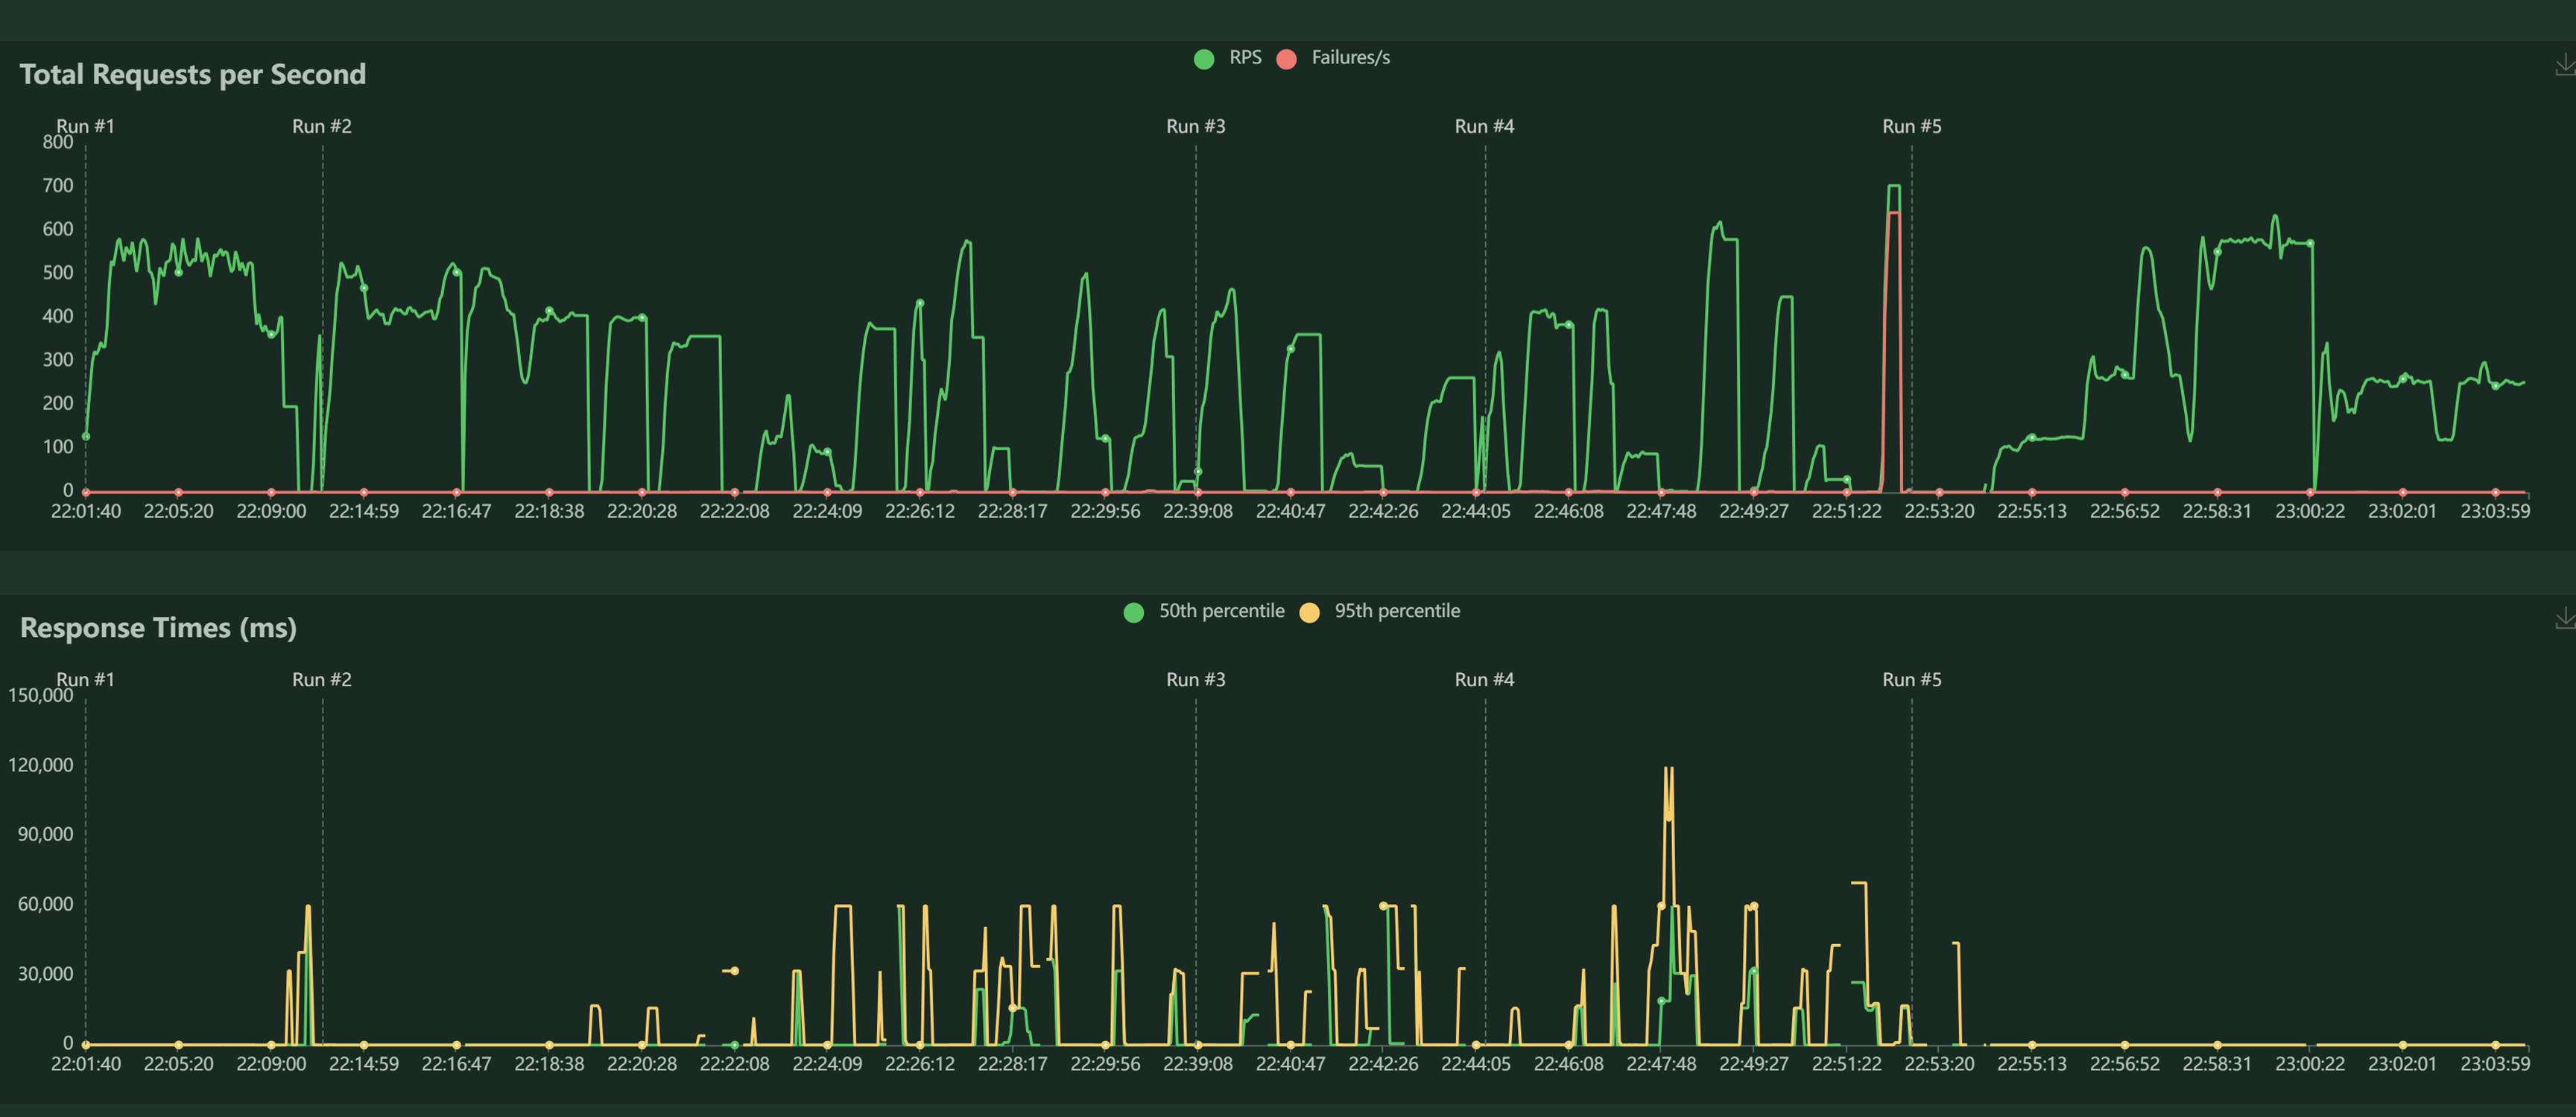 RPS Failures/s
Total Requests per Second
Run #1 Run #2 Run #3 Run #4 Run #5
800
700
600
500
400
300
200
100
0
22:01:40 22:05:20 22:09:00 22:14:59 22:16:47 22:18:38 22:20:28 22:22:08 22:24:09 22:26:12 22:28:17 22:29:56 22:39:08 22:40:47 22:42:26 22:44:05 22:46:08 22:47:48 22:49:27 22:51:22 22:53:20 22:55:13 22:56:52 22:58:31 23:00:22 23:02:01 23:03:59
50th percentile 95th percentile
Response Times (ms)
Run #1 Run #2 Run #3 Run #4 Run #5
150,000
120,000
90,000
60,000
30,000
0
22:01:40 22:05:20 22:09:00 22:14:59 22:16:47 22:18:38 22:20:28 22:22:08 22:24:09 22:26:12 22:28:17 22:29:56 22:39:08 22:40:47 22:42:26 22:44:05 22:46:08 22:47:48 22:49:27 22:51:22 22:53:20 22:55:13 22:56:52 22:58:31 23:00:22 23:02:01 23:03:59